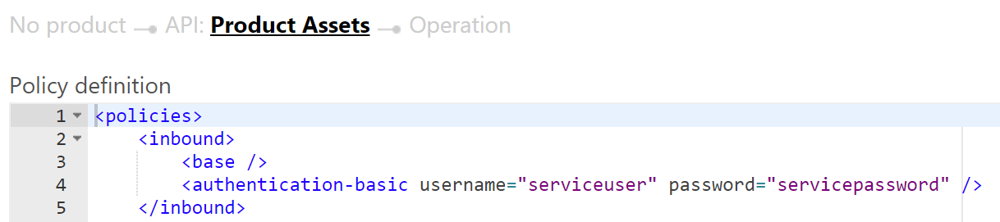 No product API: Product Assets Operation
Policy definition
1 <policies>
2 <inbound>
3 <base />
4 <authentication-basic username="serviceuser" password="servicepassword" />
5 </inbound>